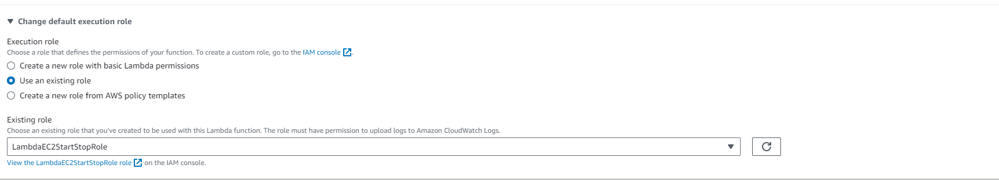 Change default execution role
Execution role
Choose a role that defines the permissions of your function. To create a custom role, go to the IAM console.
Create a new role with basic Lambda permissions
Use an existing role
Create a new role from AWS policy templates
Existing role
Choose an existing role that you've created to be used with this Lambda function. The role must have permission to upload logs to Amazon CloudWatch Logs.
LambdaEC2StartStopRole
View the LambdaEC2StartStopRole role on the IAM console.